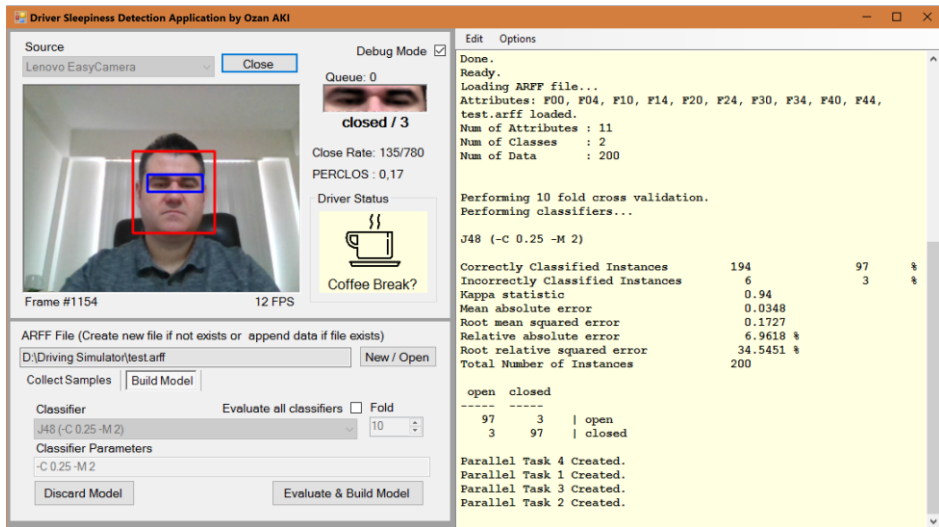 Driver Sleepiness Detection Application by Ozan AKI
Source
Debug Mode
Lenovo EasyCamera
Close
Queue: 0
closed / 3
Close Rate: 135/780
PERCLOS : 0,17
Driver Status
Coffee Break?
Frame #1154
12 FPS
ARFF File (Create new file if not exists or append data if file exists)
D:\Driving Simulator\test.arff
New / Open
Collect Samples
Build Model
Classifier
Evaluate all classifiers
Fold
J48 (-C 0.25 -M 2)
10
Classifier Parameters
-C 0.25 -M 2
Discard Model
Evaluate & Build Model
Edit Options
Done.
Ready.
Loading ARFF file...
Attributes: F00, F04, F10, F14, F20, F24, F30, F34, F40, F44,
test.arff loaded.
Num of Attributes : 11
Num of Classes : 2
Num of Data : 200
Performing 10 fold cross validation.
Performing classifiers...
J48 (-C 0.25 -M 2)
Correctly Classified Instances 194 97 %
Incorrectly Classified Instances 6 3 %
Kappa statistic 0.94
Mean absolute error 0.0348
Root mean squared error 0.1727
Relative absolute error 6.9618 %
Root relative squared error 34.5451 %
Total Number of Instances 200
open closed
----- -----
97 3 | open
3 97 | closed
Parallel Task 4 Created.
Parallel Task 1 Created.
Parallel Task 3 Created.
Parallel Task 2 Created.